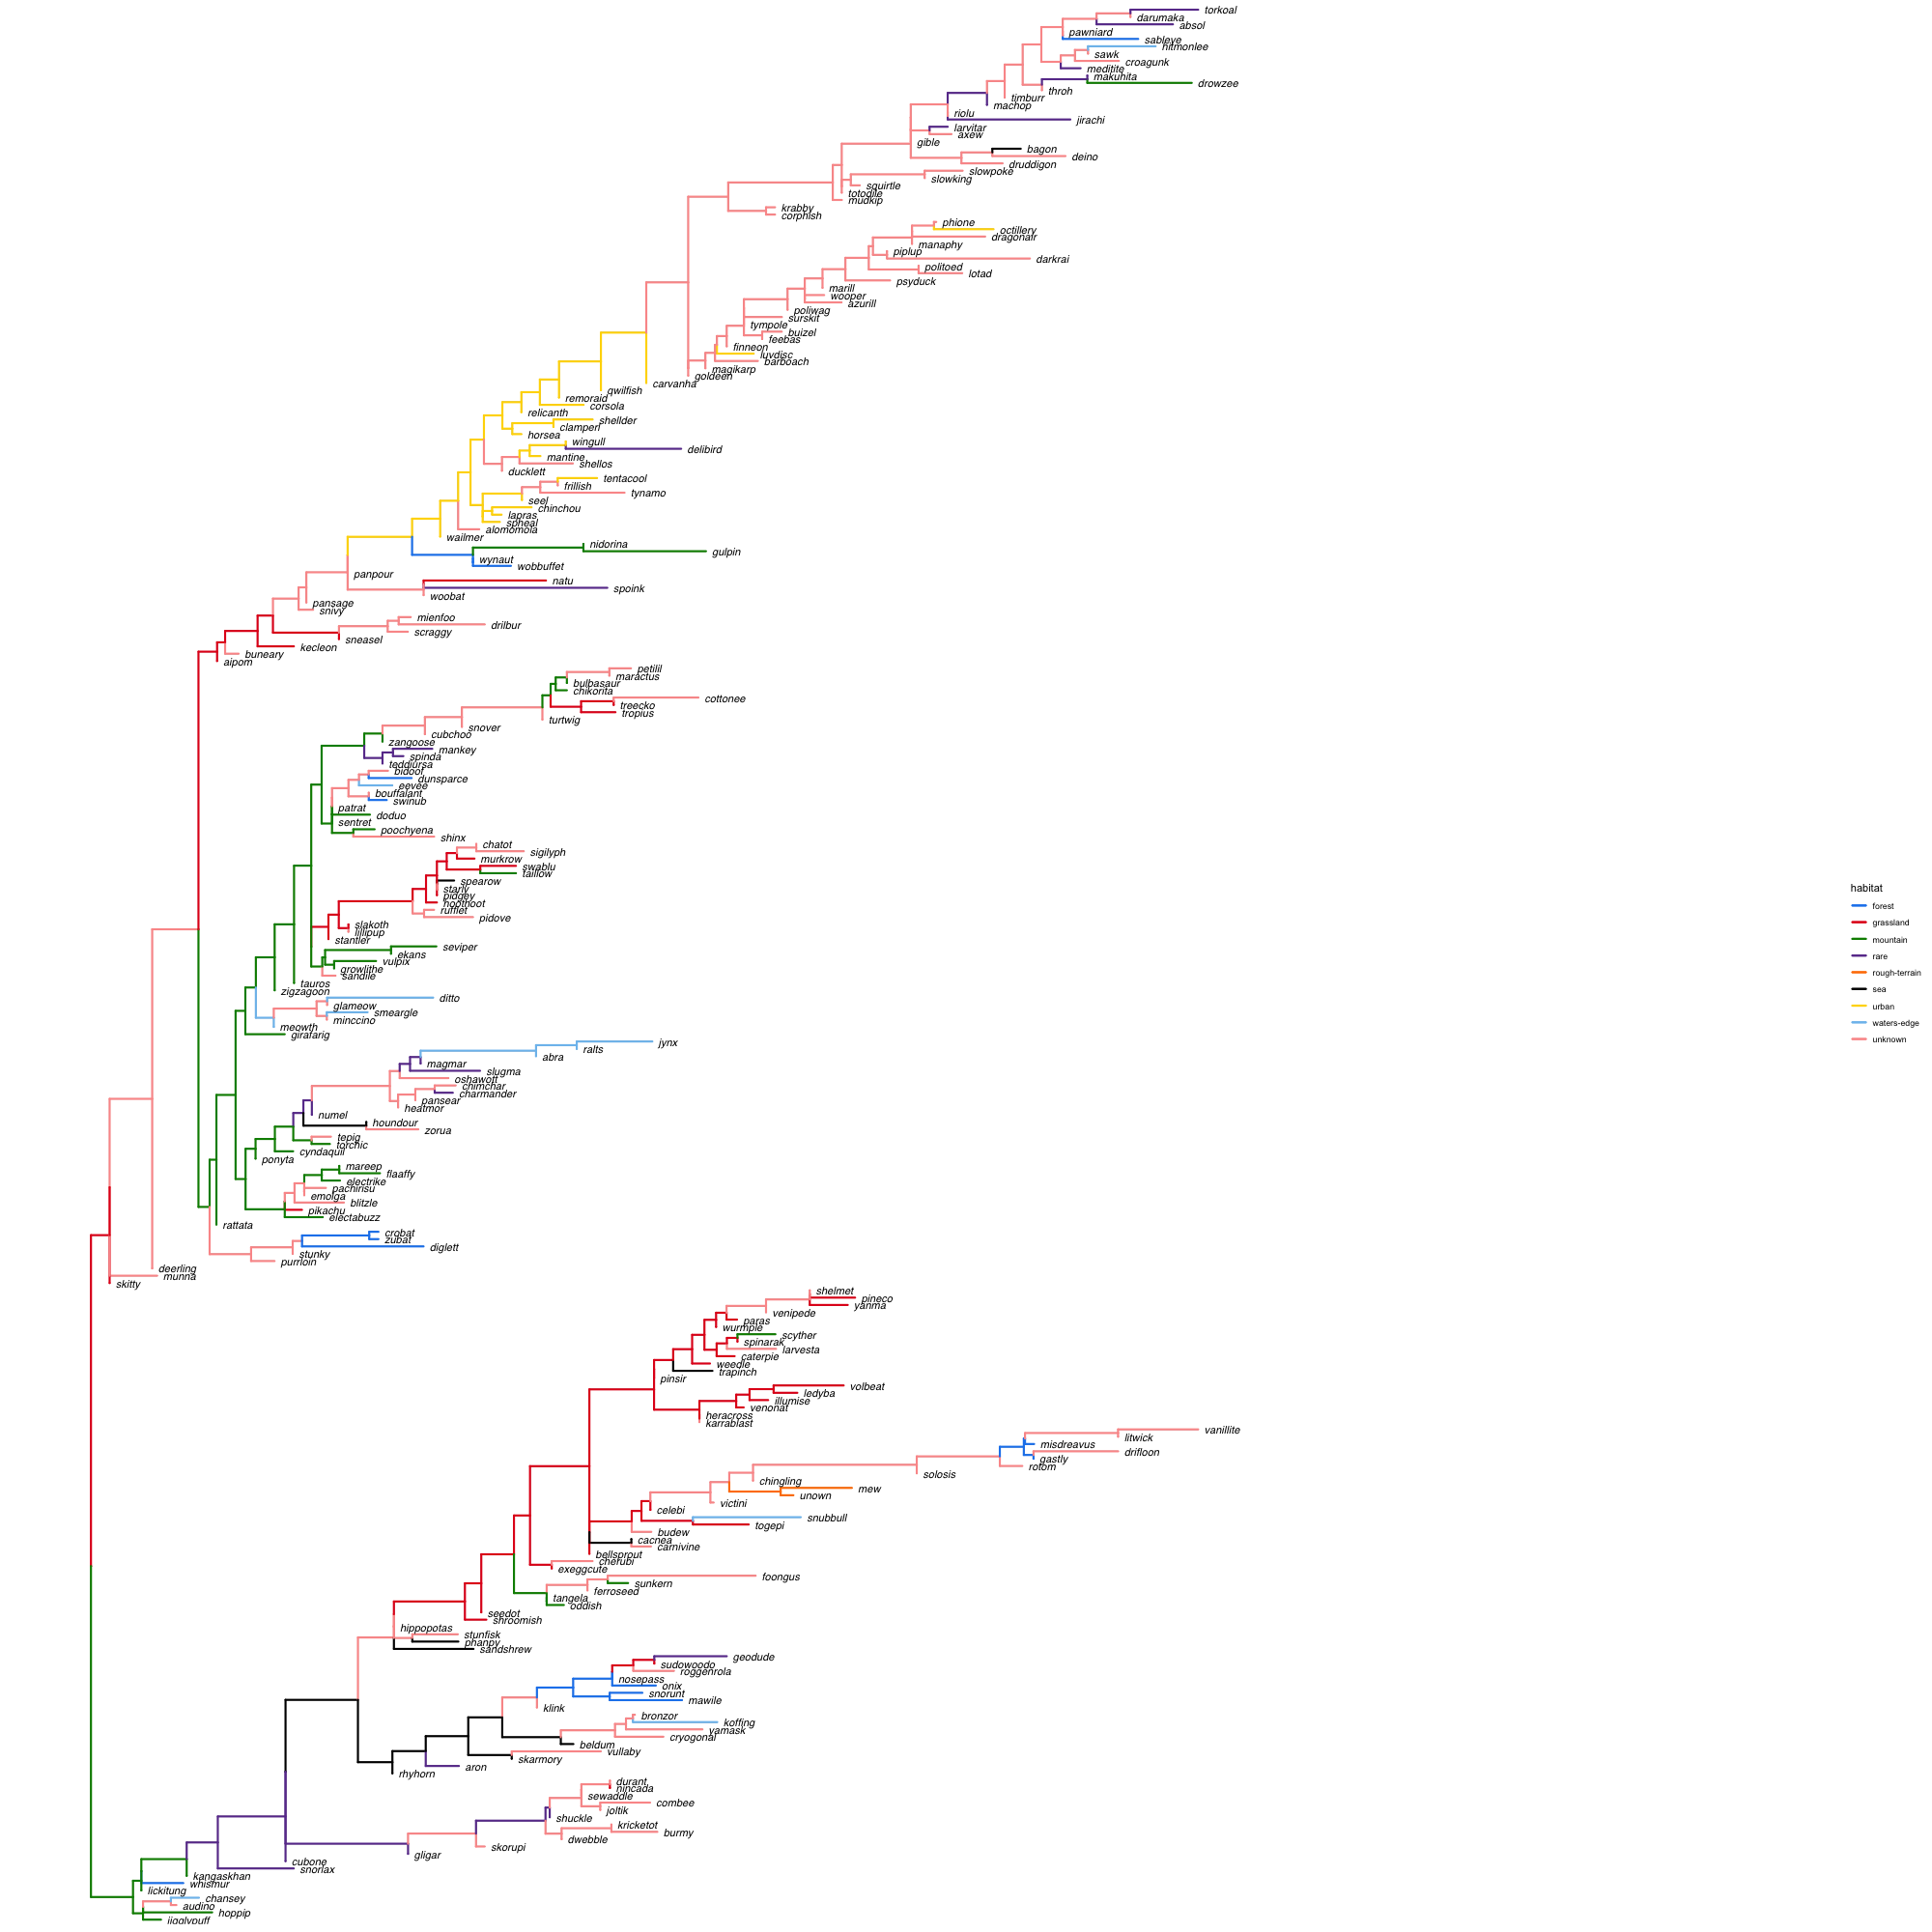 torkoal
darumaka
absol
pawniard
sableye
hitmonlee
sawk
croagunk
meditite
makuhita
drowzee
throh
timburr
machop
riolu
jirachi
larvitar
axew
gible
bagon
deino
druddigon
slowpoke
slowking
squirtle
totodile
mudkip
krabby
corphish
phione
octillery
dragonair
manaphy
piplup
darkrai
politoed
lotad
psyduck
marill
wooper
azurill
poliwag
surskit
tympole
buizel
feebas
finneon
luvdisc
barboach
magikarp
goldeen
carvanha
qwilfish
remoraid
corsola
relicanth
shellder
clamperl
horsea
wingull
delibird
mantine
shellos
ducklett
tentacool
frillish
tynamo
seel
chinchou
lapras
spheal
alomomola
wailmer
nidorina
gulpin
wynaut
wobbuffet
panpour
natu
spoink
woobat
pansage
snivy
mienfoo
drilbur
scraggy
sneasel
kecleon
buneary
aipom
petilil
maractus
bulbasaur
chikorita
cottonee
treecko
tropius
turtwig
snover
cubchoo
zangoose
mankey
spinda
teddiursa
bidoof
dunsparce
eevee
bouffalant
swinub
patrat
doduo
sentret
poochyena
shinx
chatot
sigilyph
murkrow
swablu
taillow
spearow
starly
pidgey
hoothoot
rufflet
pidove
slakoth
lillipup
stantler
seviper
ekans
vulpix
growlithe
sandile
tauros
zigzagoon
ditto
glameow
smeargle
minccino
meowth
girafarig
jynx
ralts
abra
magmar
slugma
oshawott
chimchar
charmander
pansear
heatmor
numel
houndour
zorua
tepig
torchic
cyndaquil
ponyta
mareep
flaaffy
electrike
pachirisu
emolga
blitzle
pikachu
electabuzz
rattata
crobat
zubat
diglett
stunky
purrloin
deerling
munna
skitty
shelmet
pineco
yanma
venipede
paras
wurmple
scyther
spinarak
larvesta
caterpie
weedle
trapinch
pinsir
volbeat
ledyba
illumise
venonat
heracross
karrablast
vanillite
litwick
misdreavus
drifloon
gastly
rotom
solosis
chingling
mew
unown
victini
celebi
snubbull
togepi
budew
cacnea
carnivine
bellsprout
cherubi
exeggcute
foongus
sunkern
ferroseed
tangela
oddish
seedot
shroomish
hippopotas
stunfisk
phanpy
sandshrew
geodude
sudowoodo
roggenrola
nosepass
onix
snorunt
mawile
klink
bronzor
koffing
yamask
cryogonal
beldum
vullaby
skarmory
aron
rhyhorn
durant
nincada
sewaddle
combee
joltik
shuckle
kricketot
burmy
dwebble
skorupi
gligar
cubone
snorlax
kangaskhan
whismur
lickitung
chansey
audino
hoppip
jigglypuff
habitat
forest
grassland
mountain
rare
rough-terrain
sea
urban
waters-edge
unknown